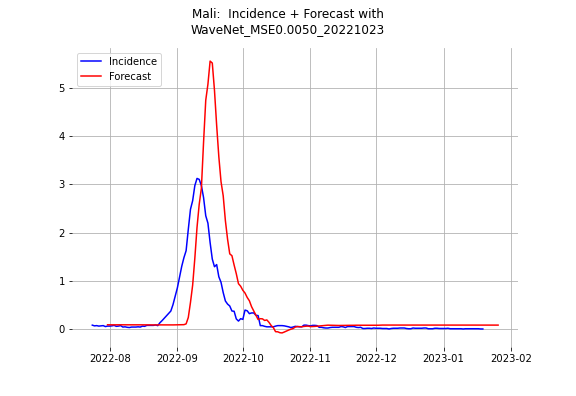 Mali:  Incidence + Forecast with
WaveNet_MSE0.0050_20221023
Incidence
Forecast
5
4
3
2
1
0
2022-08 2022-09 2022-10 2022-11 2022-12 2023-01 2023-02